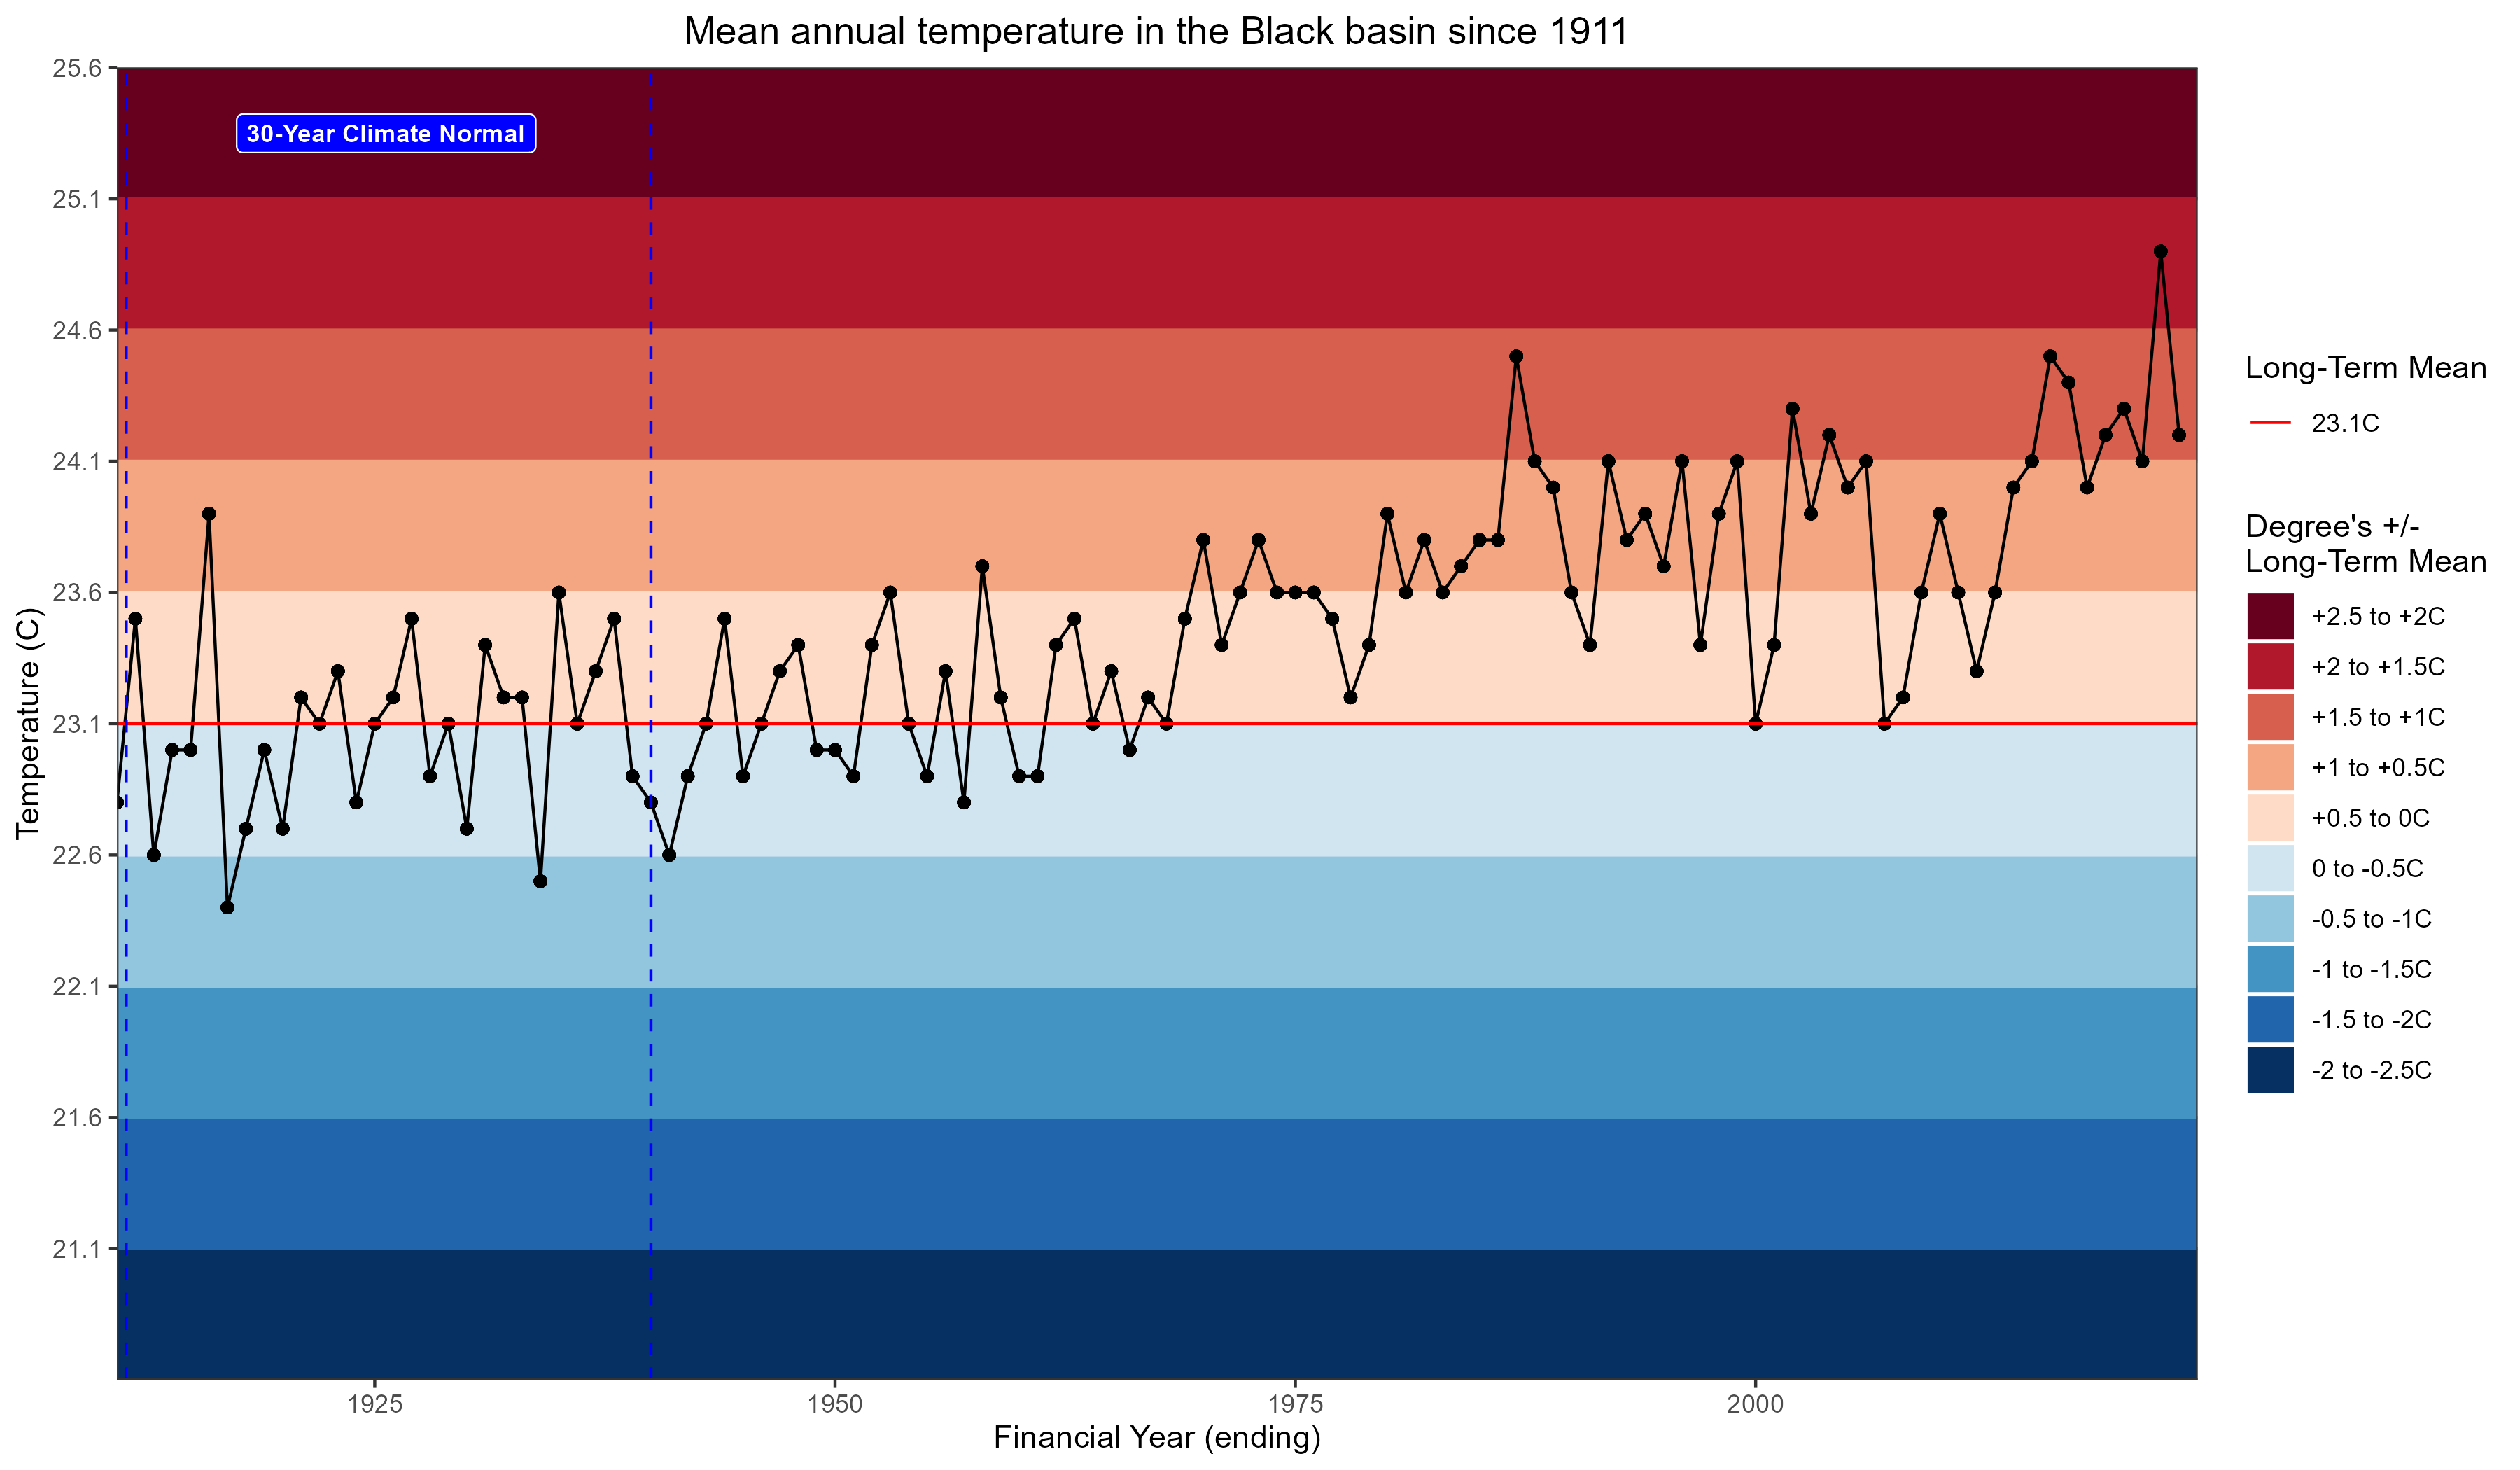 Mean annual temperature in the Black basin since 1911
30-Year Climate Normal
Temperature (C)
25.6
25.1
24.6
24.1
23.6
23.1
22.6
22.1
21.6
21.1
1925
1950
1975
2000
Financial Year (ending)
Long-Term Mean
23.1C
Degree's +/-
Long-Term Mean
+2.5 to +2C
+2 to +1.5C
+1.5 to +1C
+1 to +0.5C
+0.5 to 0C
0 to -0.5C
-0.5 to -1C
-1 to -1.5C
-1.5 to -2C
-2 to -2.5C